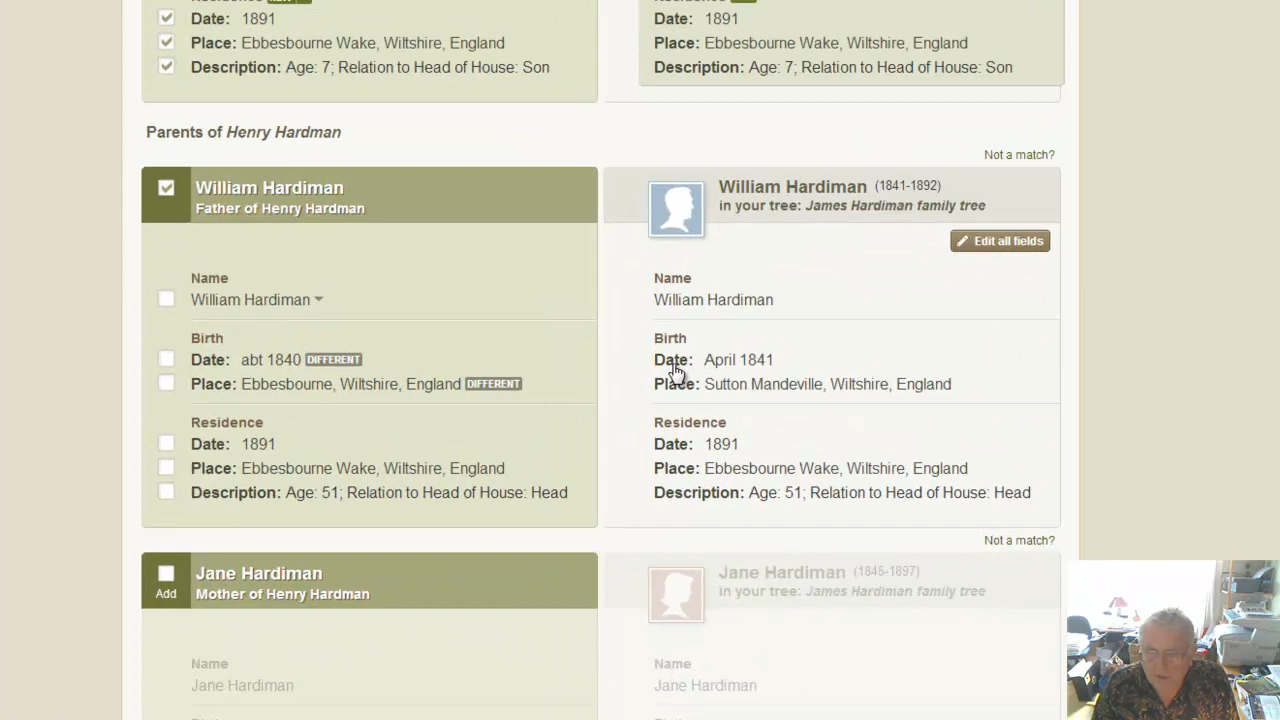 Date: 1891
Place: Ebbesbourne Wake, Wiltshire, England
Description: Age: 7; Relation to Head of House: Son
Date: 1891
Place: Ebbesbourne Wake, Wiltshire, England
Description: Age: 7; Relation to Head of House: Son
Parents of Henry Hardman
Not a match?
William Hardiman
Father of Henry Hardman
William Hardiman (1841-1892)
in your tree: James Hardiman family tree
Edit all fields
Name
William Hardiman
Birth
Date: abt 1840 DIFFERENT
Place: Ebbesbourne, Wiltshire, England DIFFERENT
Residence
Date: 1891
Place: Ebbesbourne Wake, Wiltshire, England
Description: Age: 51; Relation to Head of House: Head
Name
William Hardiman
Birth
Date: April 1841
Place: Sutton Mandeville, Wiltshire, England
Residence
Date: 1891
Place: Ebbesbourne Wake, Wiltshire, England
Description: Age: 51; Relation to Head of House: Head
Not a match?
Add
Jane Hardiman
Mother of Henry Hardman
Jane Hardiman (1845-1897)
in your tree: James Hardiman family tree
Name
Jane Hardiman
Name
Jane Hardiman